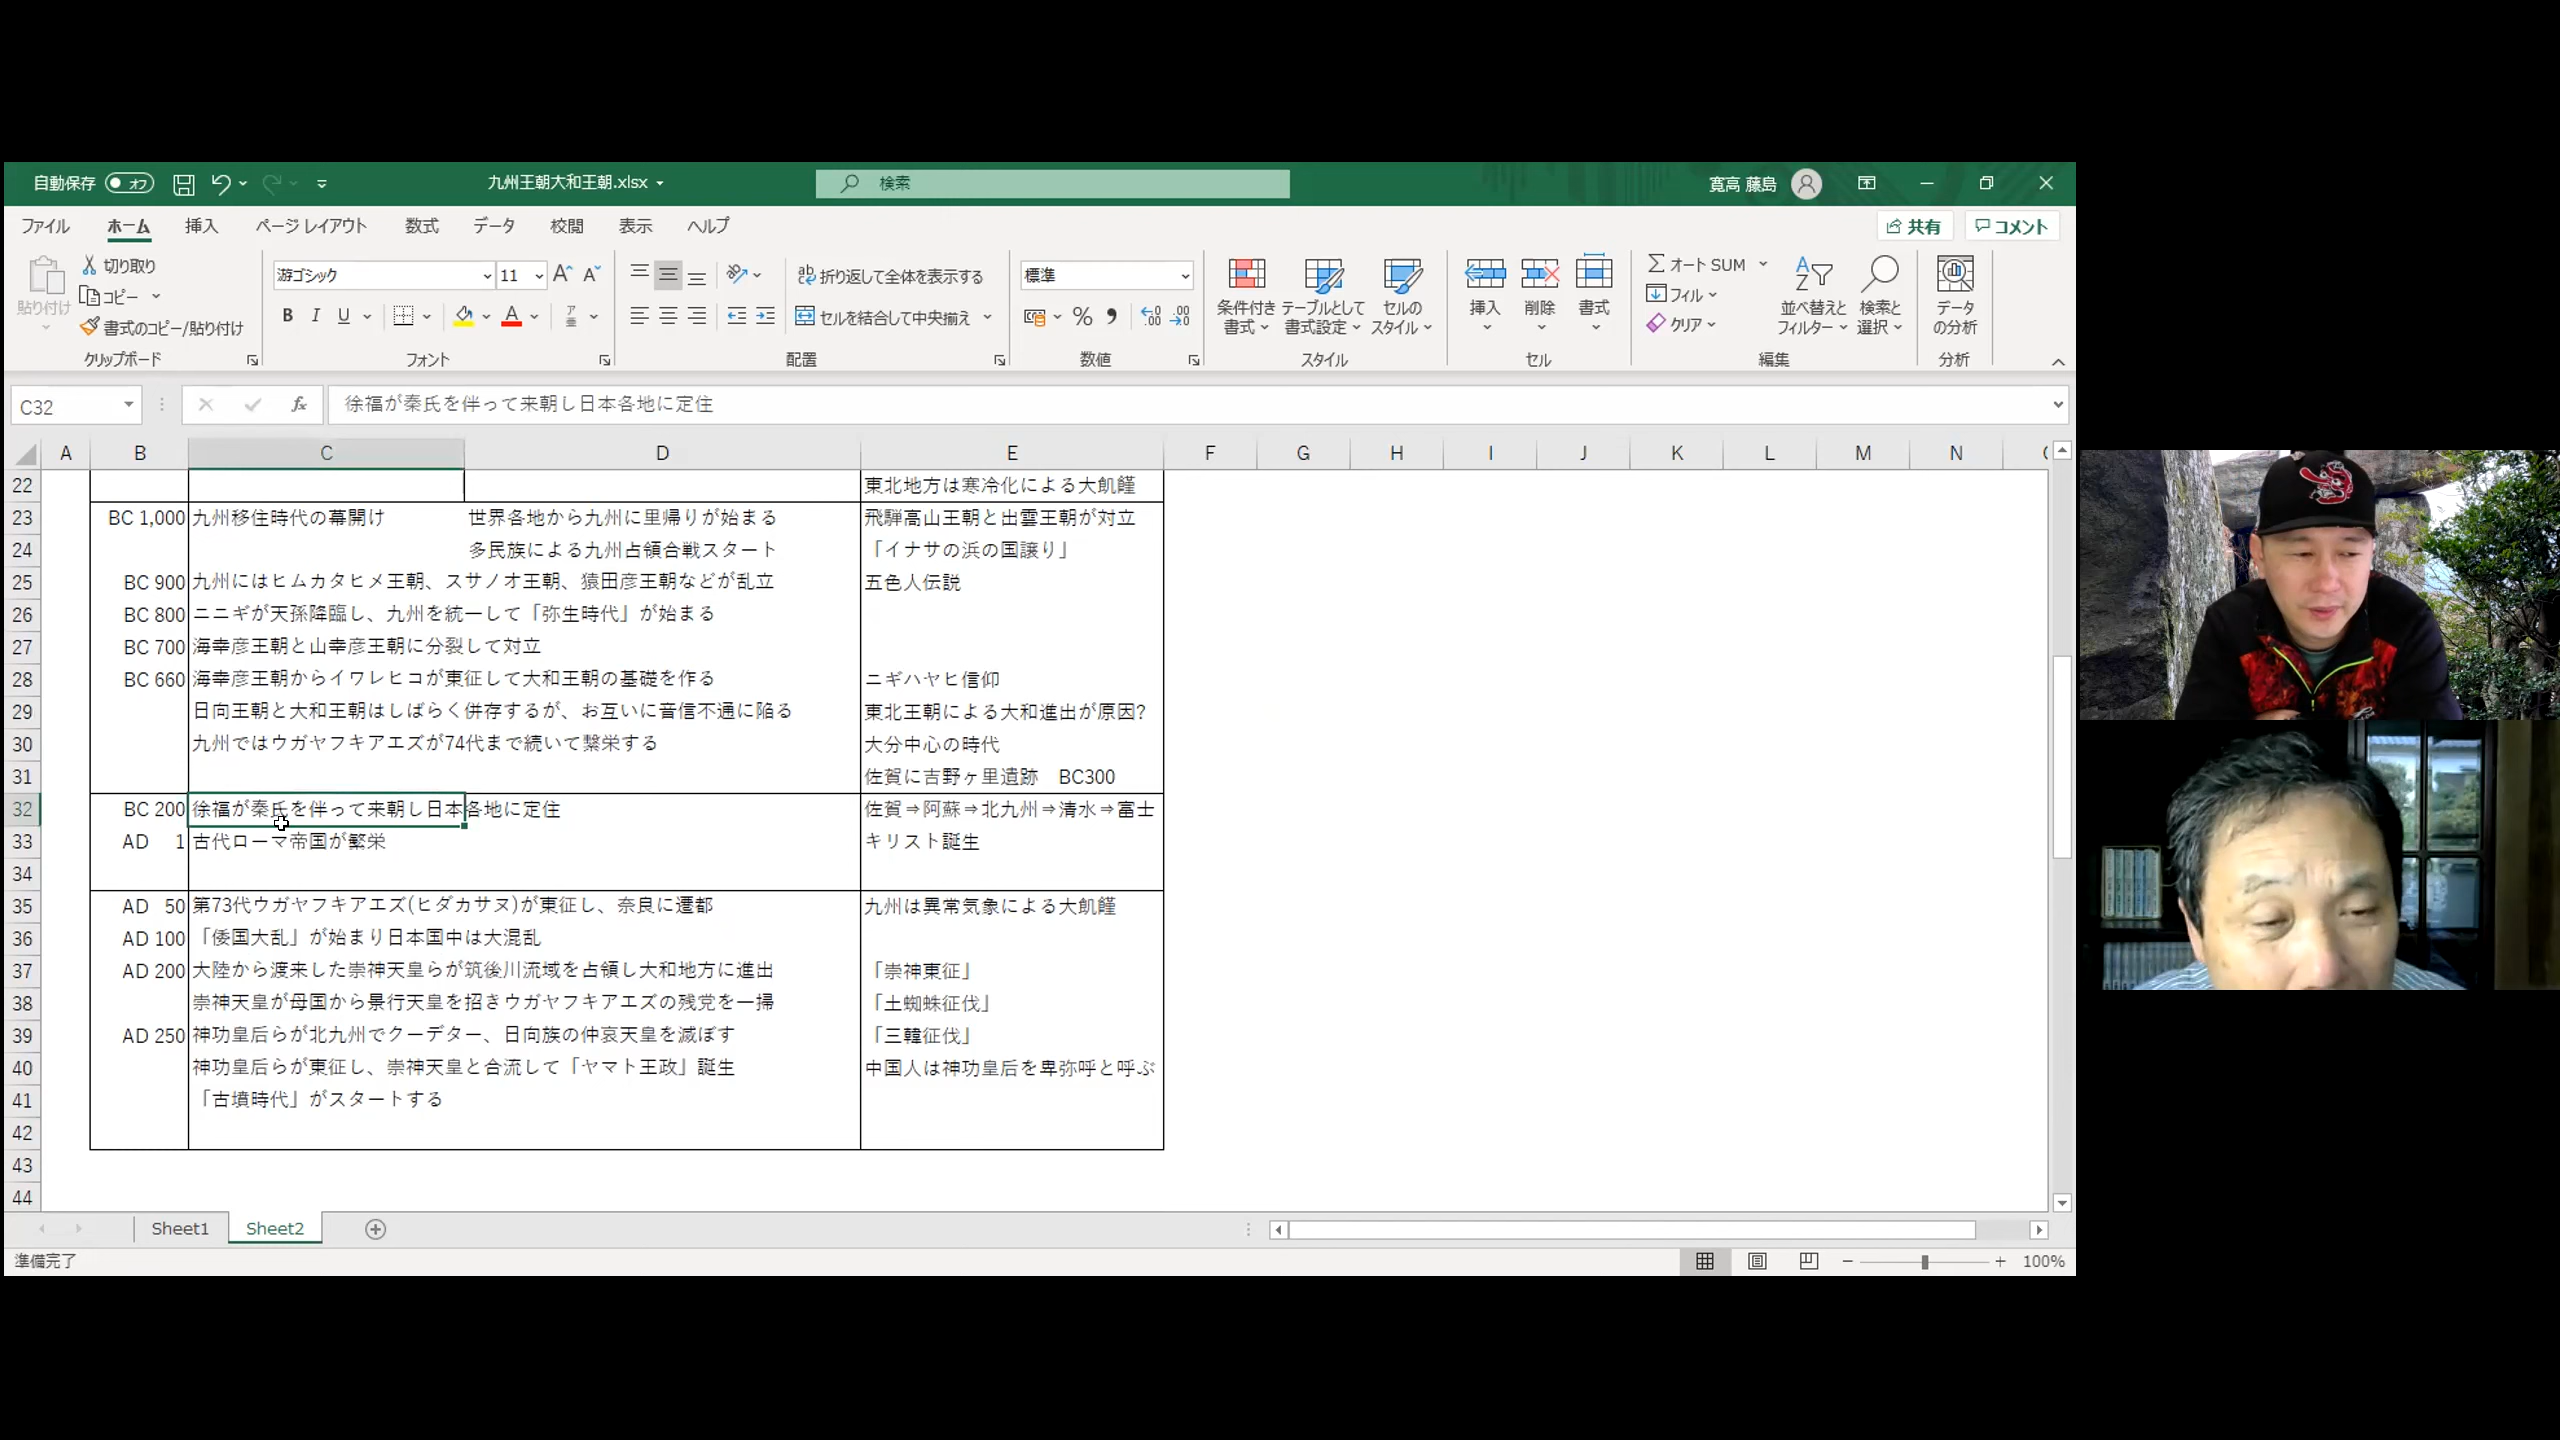 自動保存 オフ 九州王朝大和王朝.xlsx 検索 寛高 藤島
ファイル ホーム 挿入 ページ レイアウト 数式 データ 校閲 表示 ヘルプ 共有 コメント
貼り付け 切り取り コピー 書式のコピー/貼り付け クリップボード
游ゴシック 11 B I U A フォント
折り返して全体を表示する セルを結合して中央揃え 配置
標準 % 数値
条件付き書式 テーブルとして書式設定 セルのスタイル スタイル
挿入 削除 書式 セル
オート SUM フィル クリア 並べ替えとフィルター 検索と選択 編集
データの分析 分析
C32 fx 徐福が秦氏を伴って来朝し日本各地に定住
A B C D E F G H I J K L M N
22 東北地方は寒冷化による大飢饉
23 BC 1,000 九州移住時代の幕開け 世界各地から九州に里帰りが始まる 飛騨高山王朝と出雲王朝が対立
24 多民族による九州占領合戦スタート 「イナサの浜の国譲り」
25 BC 900 九州にはヒムカタヒメ王朝、スサノオ王朝、猿田彦王朝などが乱立 五色人伝説
26 BC 800 ニニギが天孫降臨し、九州を統一して「弥生時代」が始まる
27 BC 700 海幸彦王朝と山幸彦王朝に分裂して対立
28 BC 660 海幸彦王朝からイワレヒコが東征して大和王朝の基礎を作る ニギハヤヒ信仰
29 日向王朝と大和王朝はしばらく併存するが、お互いに音信不通に陥る 東北王朝による大和進出が原因?
30 九州ではウガヤフキアエズが74代まで続いて繫栄する 大分中心の時代
31 佐賀に吉野ヶ里遺跡 BC300
32 BC 200 徐福が秦氏を伴って来朝し日本各地に定住 佐賀⇒阿蘇⇒北九州⇒清水⇒富士
33 AD 1 古代ローマ帝国が繁栄 キリスト誕生
34
35 AD 50 第73代ウガヤフキアエズ(ヒダカサヌ)が東征し、奈良に遷都 九州は異常気象による大飢饉
36 AD 100 「倭国大乱」が始まり日本国中は大混乱
37 AD 200 大陸から渡来した崇神天皇らが筑後川流域を占領し大和地方に進出 「崇神東征」
38 崇神天皇が母国から景行天皇を招きウガヤフキアエズの残党を一掃 「土蜘蛛征伐」
39 AD 250 神功皇后らが北九州でクーデター、日向族の仲哀天皇を滅ぼす 「三韓征伐」
40 神功皇后らが東征し、崇神天皇と合流して「ヤマト王政」誕生 中国人は神功皇后を卑弥呼と呼ぶ
41 「古墳時代」がスタートする
42
43
44
Sheet1 Sheet2
準備完了 100%